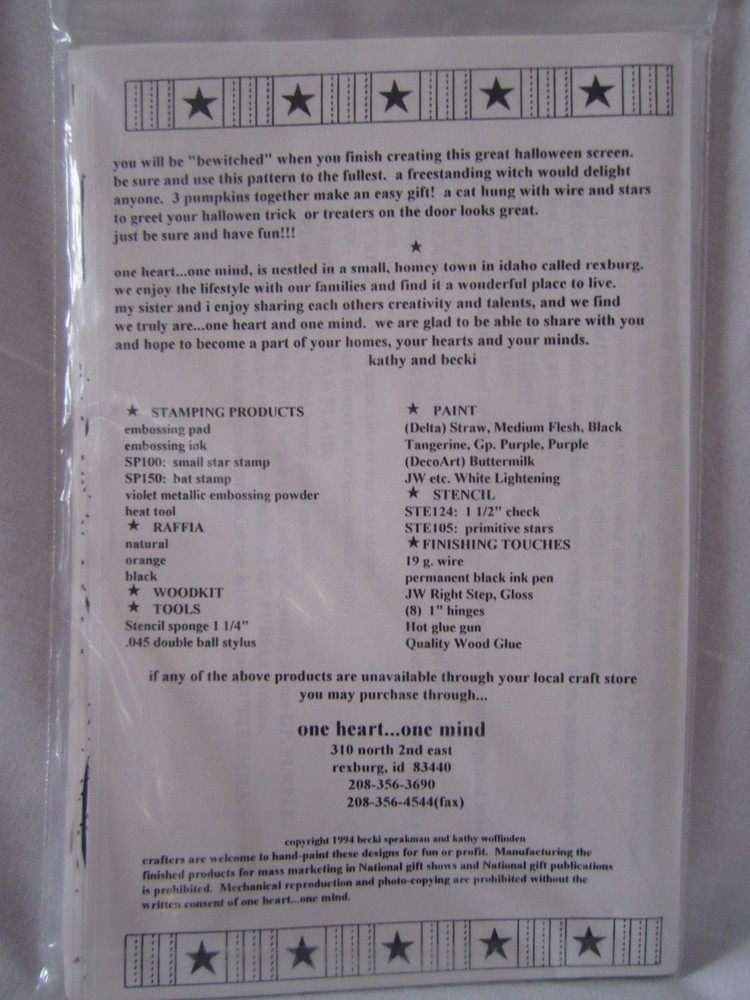 you will be "bewitched" when you finish creating this great halloween screen.
be sure and use this pattern to the fullest. a freestanding witch would delight
anyone. 3 pumpkins together make an easy gift! a cat hung with wire and stars
to greet your hallowen trick or treaters on the door looks great.
just be sure and have fun!!!
★
one heart...one mind, is nestled in a small, homey town in idaho called rexburg.
we enjoy the lifestyle with our families and find it a wonderful place to live.
my sister and i enjoy sharing each others creativity and talents, and we find
we truly are...one heart and one mind. we are glad to be able to share with you
and hope to become a part of your homes, your hearts and your minds.
kathy and becki
★ STAMPING PRODUCTS
embossing pad
embossing ink
SP100: small star stamp
SP150: bat stamp
violet metallic embossing powder
heat tool
★ RAFFIA
natural
orange
black
★ WOODKIT
★ TOOLS
Stencil sponge 1 1/4"
.045 double ball stylus
★ PAINT
(Delta) Straw, Medium Flesh, Black
Tangerine, Gp. Purple, Purple
(DecoArt) Buttermilk
JW etc. White Lightening
★ STENCIL
STE124: 1 1/2" check
STE105: primitive stars
★ FINISHING TOUCHES
19 g. wire
permanent black ink pen
JW Right Step, Gloss
(8) 1" hinges
Hot glue gun
Quality Wood Glue
if any of the above products are unavailable through your local craft store
you may purchase through...
one heart...one mind
310 north 2nd east
rexburg, id 83440
208-356-3690
208-356-4544(fax)
copyright 1994 becki speakman and kathy woffinden
crafters are welcome to hand-paint these designs for fun or profit. Manufacturing the
finished products for mass marketing in National gift shows and National gift publications
is prohibited. Mechanical reproduction and photo-copying are prohibited without the
written consent of one heart...one mind.